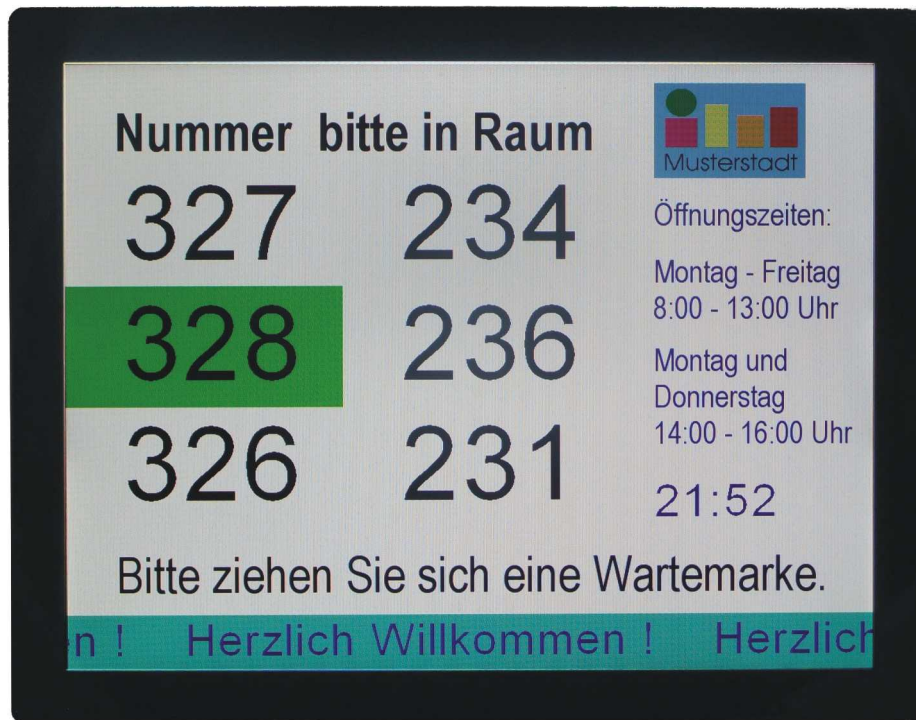 Nummer bitte in Raum
327 234
328 236
326 231
Musterstadt
Öffnungszeiten:
Montag - Freitag
8:00 - 13:00 Uhr
Montag und
Donnerstag
14:00 - 16:00 Uhr
21:52
Bitte ziehen Sie sich eine Wartemarke.
n ! Herzlich Willkommen ! Herzlich